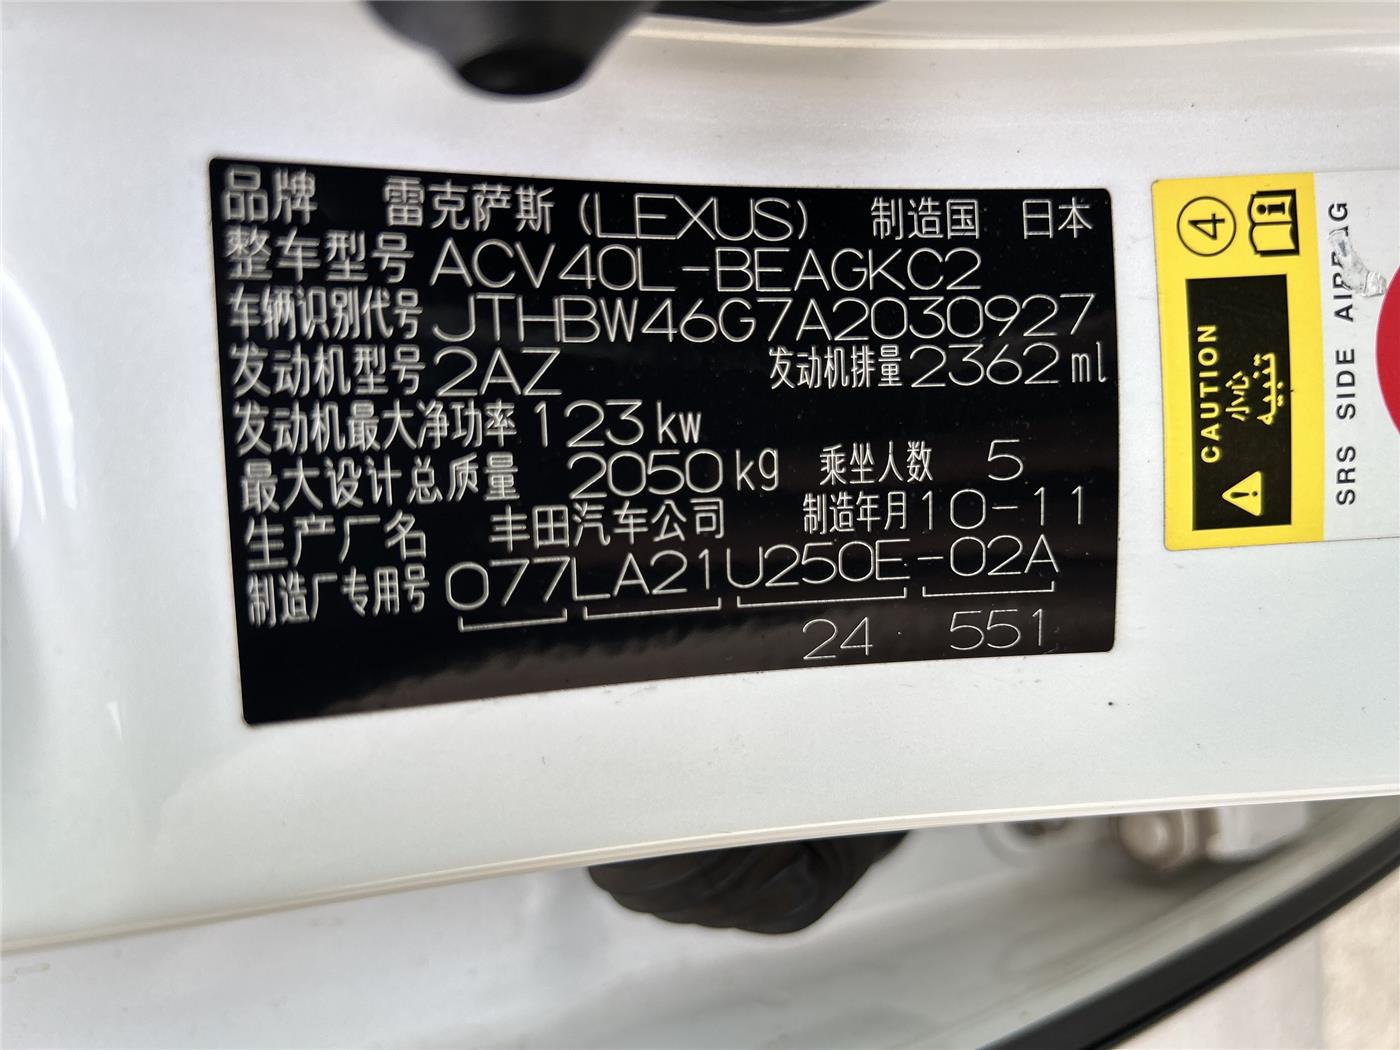 品牌 雷克萨斯 (LEXUS) 制造国 日本
整车型号 ACV40L-BEAGKC2
车辆识别代号 JTHBW46G7A2030927
发动机型号 2AZ 发动机排量 2362 ml
发动机最大净功率 123 kw
最大设计总质量 2050 kg 乘坐人数 5
生产厂名 丰田汽车公司 制造年月 10-11
制造厂专用号 077LA21U250E-02A
24 551
4
CAUTION
小心
تنبيه
SRS SIDE AIRBAG